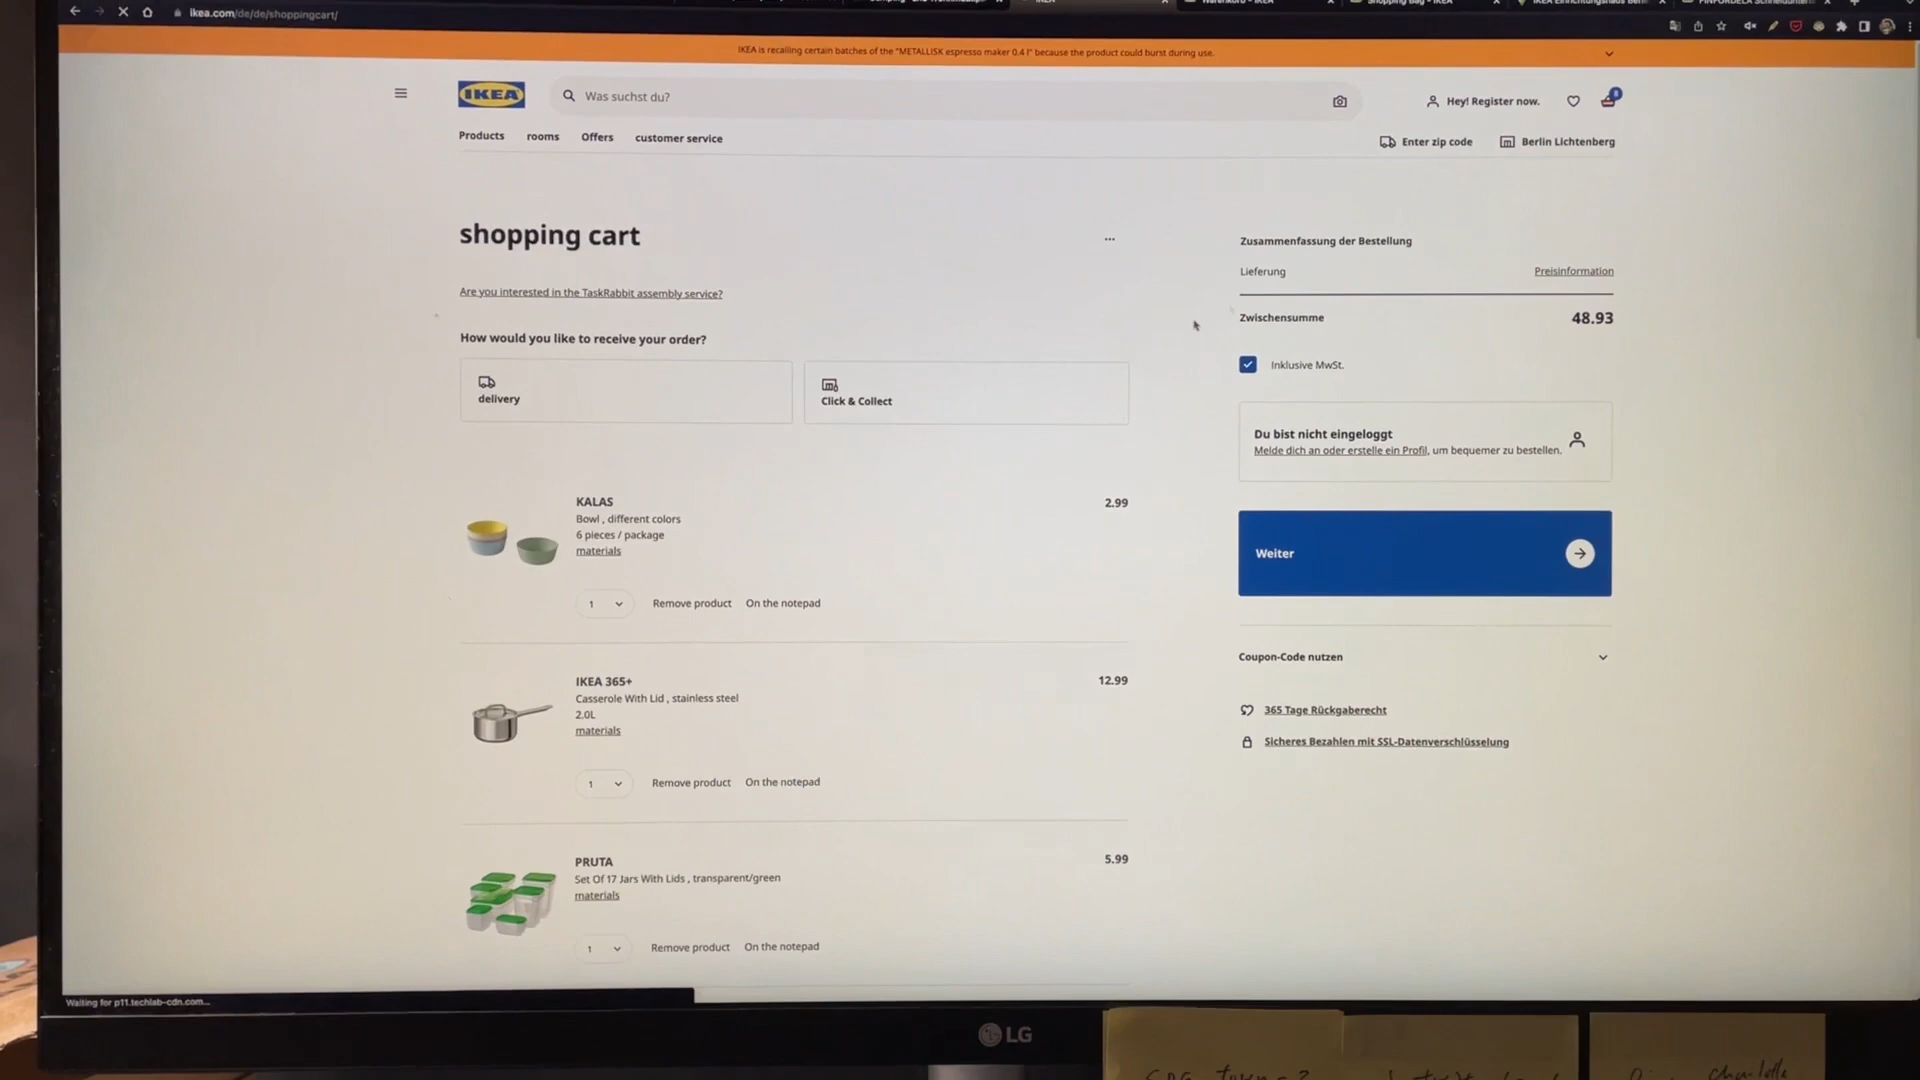 ikea.com/de/de/shoppingcart/
IKEA is recalling certain batches of the "METALLISK espresso maker 0.4 l" because the product could burst during use.
IKEA
Was suchst du?
Hey! Register now.
8
Products rooms Offers customer service
Enter zip code
Berlin Lichtenberg
shopping cart
...
Are you interested in the TaskRabbit assembly service?
How would you like to receive your order?
delivery
Click & Collect
KALAS
2.99
Bowl , different colors
6 pieces / package
materials
1
Remove product
On the notepad
IKEA 365+
12.99
Casserole With Lid , stainless steel
2.0L
materials
1
Remove product
On the notepad
PRUTA
5.99
Set Of 17 Jars With Lids , transparent/green
materials
1
Remove product
On the notepad
Zusammenfassung der Bestellung
Lieferung
Preisinformation
Zwischensumme
48.93
Inklusive MwSt.
Du bist nicht eingeloggt
Melde dich an oder erstelle ein Profil, um bequemer zu bestellen.
Weiter
Coupon-Code nutzen
365 Tage Rückgaberecht
Sicheres Bezahlen mit SSL-Datenverschlüsselung
Waiting for p11.techlab-cdn.com...
LG